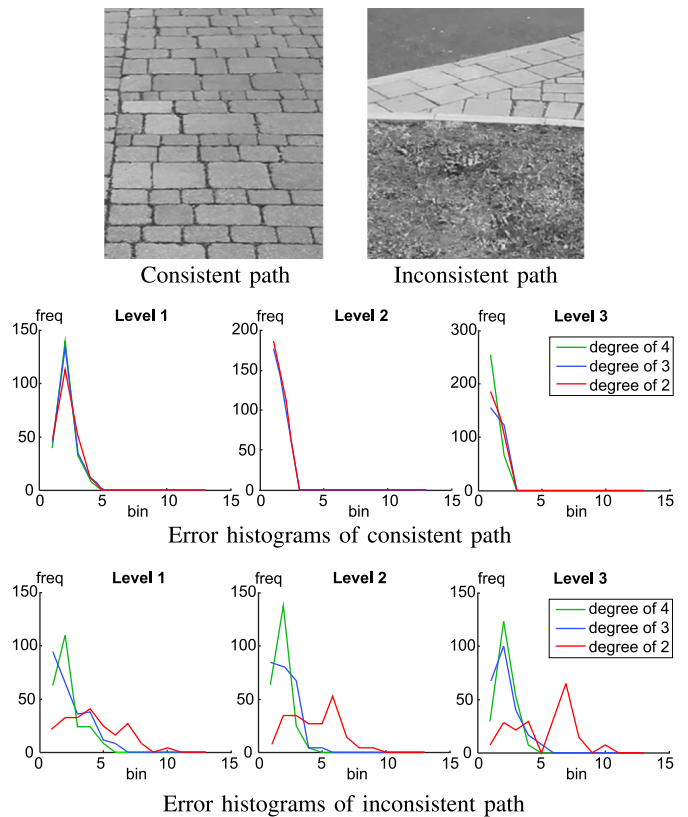 Consistent path Inconsistent path
freq Level 1 freq Level 2 freq Level 3
150 200 300
degree of 4
degree of 3
degree of 2
150
100 200
100
50 100
50
0 0 0
0 5 10 15 0 5 10 15 0 5 10 15
bin bin bin
Error histograms of consistent path
freq Level 1 freq Level 2 freq Level 3
150 150 150
degree of 4
degree of 3
degree of 2
100 100 100
50 50 50
0 0 0
0 5 10 15 0 5 10 15 0 5 10 15
bin bin bin
Error histograms of inconsistent path